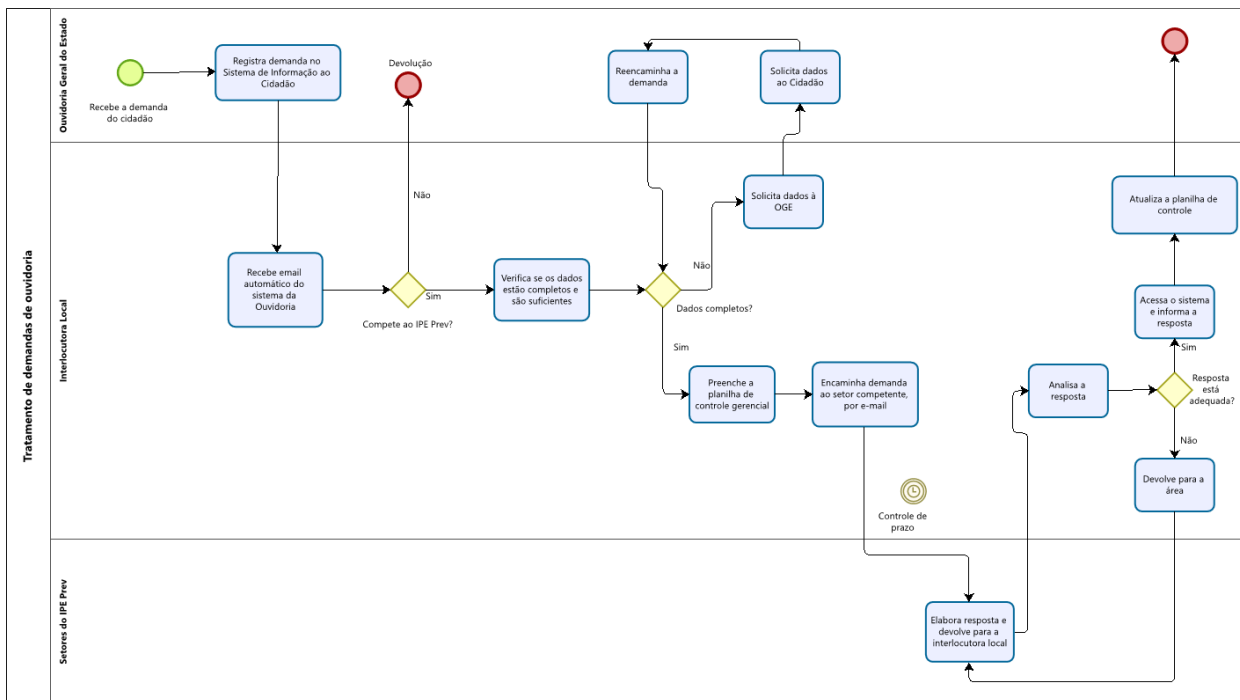 Tratamento de demandas de ouvidoria
Ouvidoria Geral do Estado
Recebe a demanda
do cidadão
Registra demanda no
Sistema de Informação ao
Cidadão
Devolução
Reencaminha a
demanda
Solicita dados
ao Cidadão
Interlocutora Local
Recebe email
automático do
sistema da
Ouvidoria
Não
Sim
Compete ao IPE Prev?
Verifica se os dados
estão completos e
são suficientes
Não
Dados completos?
Sim
Solicita dados à
OGE
Preenche a
planilha de
controle gerencial
Encaminha demanda
ao setor competente,
por e-mail
Controle de
prazo
Analisa a
resposta
Resposta
está
adequada?
Sim
Acessa o sistema
e informa a
resposta
Atualiza a planilha de
controle
Não
Devolve para a
área
Setores do IPE Prev
Elabora resposta e
devolve para a
interlocutora local